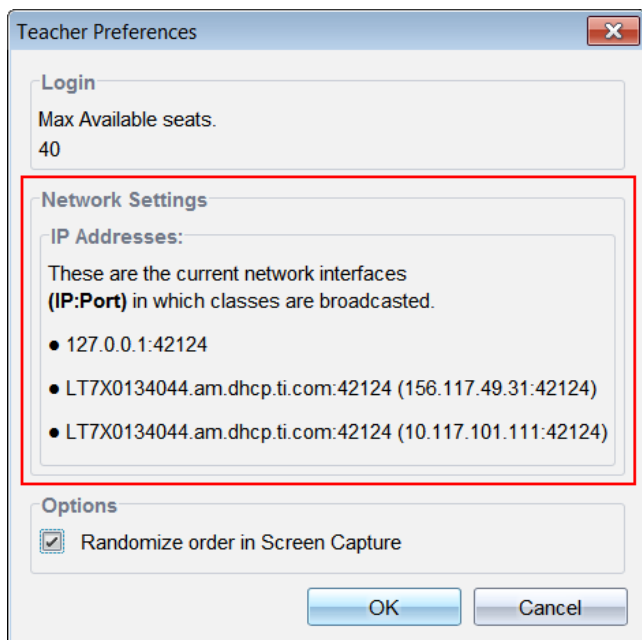 Teacher Preferences
Login
Max Available seats.
40
Network Settings
IP Addresses:
These are the current network interfaces
(IP:Port) in which classes are broadcasted.
● 127.0.0.1:42124
● LT7X0134044.am.dhcp.ti.com:42124 (156.117.49.31:42124)
● LT7X0134044.am.dhcp.ti.com:42124 (10.117.101.111:42124)
Options
Randomize order in Screen Capture
OK Cancel